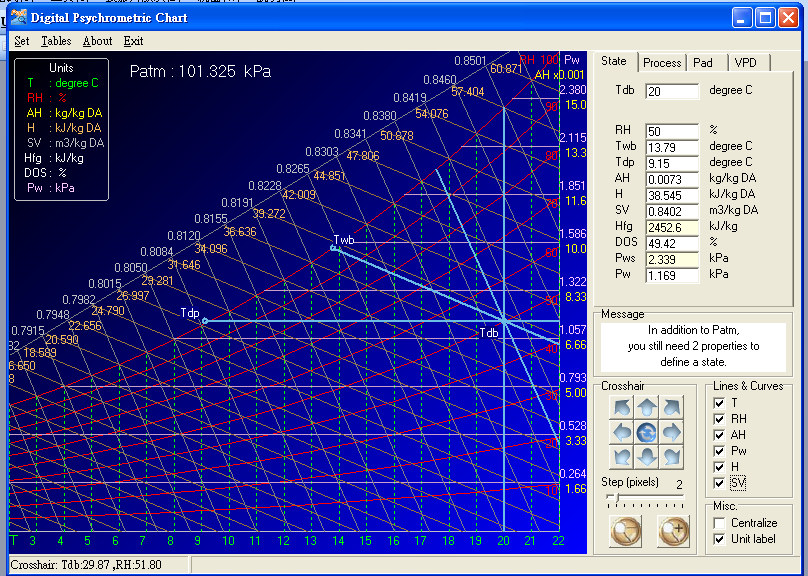 Digital Psychrometric Chart
Set Tables About Exit
Units
T : degree C
RH : %
AH : kg/kg DA
H : kJ/kg DA
SV : m3/kg DA
Hfg : kJ/kg
DOS : %
Pw : kPa
Patm : 101.325 kPa
0.8501
0.8460
0.8419
0.8380
0.8341
0.8303
0.8265
0.8228
0.8191
0.8155
0.8120
0.8084
0.8050
0.8015
0.7982
0.7948
0.7915
60.871
57.404
54.076
50.878
47.806
44.851
42.009
39.272
36.636
34.096
31.646
29.281
26.997
24.790
22.656
20.590
18.589
RH 100
90
80
60
30
20
10
Pw
AH x0.001
2.380
15.0
2.115
13.3
1.851
11.6
1.586
10.0
1.322
8.33
1.057
6.66
0.793
5.00
0.528
3.33
0.264
1.66
Twb
Tdp
Tdb
T 3 4 5 6 7 8 9 10 11 12 13 14 15 16 17 18 19 20 21 22
State Process Pad VPD
Tdb 20 degree C
RH 50 %
Twb 13.79 degree C
Tdp 9.15 degree C
AH 0.0073 kg/kg DA
H 38.545 kJ/kg DA
SV 0.8402 m3/kg DA
Hfg 2452.6 kJ/kg
DOS 49.42 %
Pws 2.339 kPa
Pw 1.169 kPa
Message
In addition to Patm,
you still need 2 properties to
define a state.
Crosshair
Step (pixels) 2
Lines & Curves
T
RH
AH
Pw
H
SV
Misc.
Centralize
Unit label
Crosshair: Tdb:29.87 ,RH:51.80